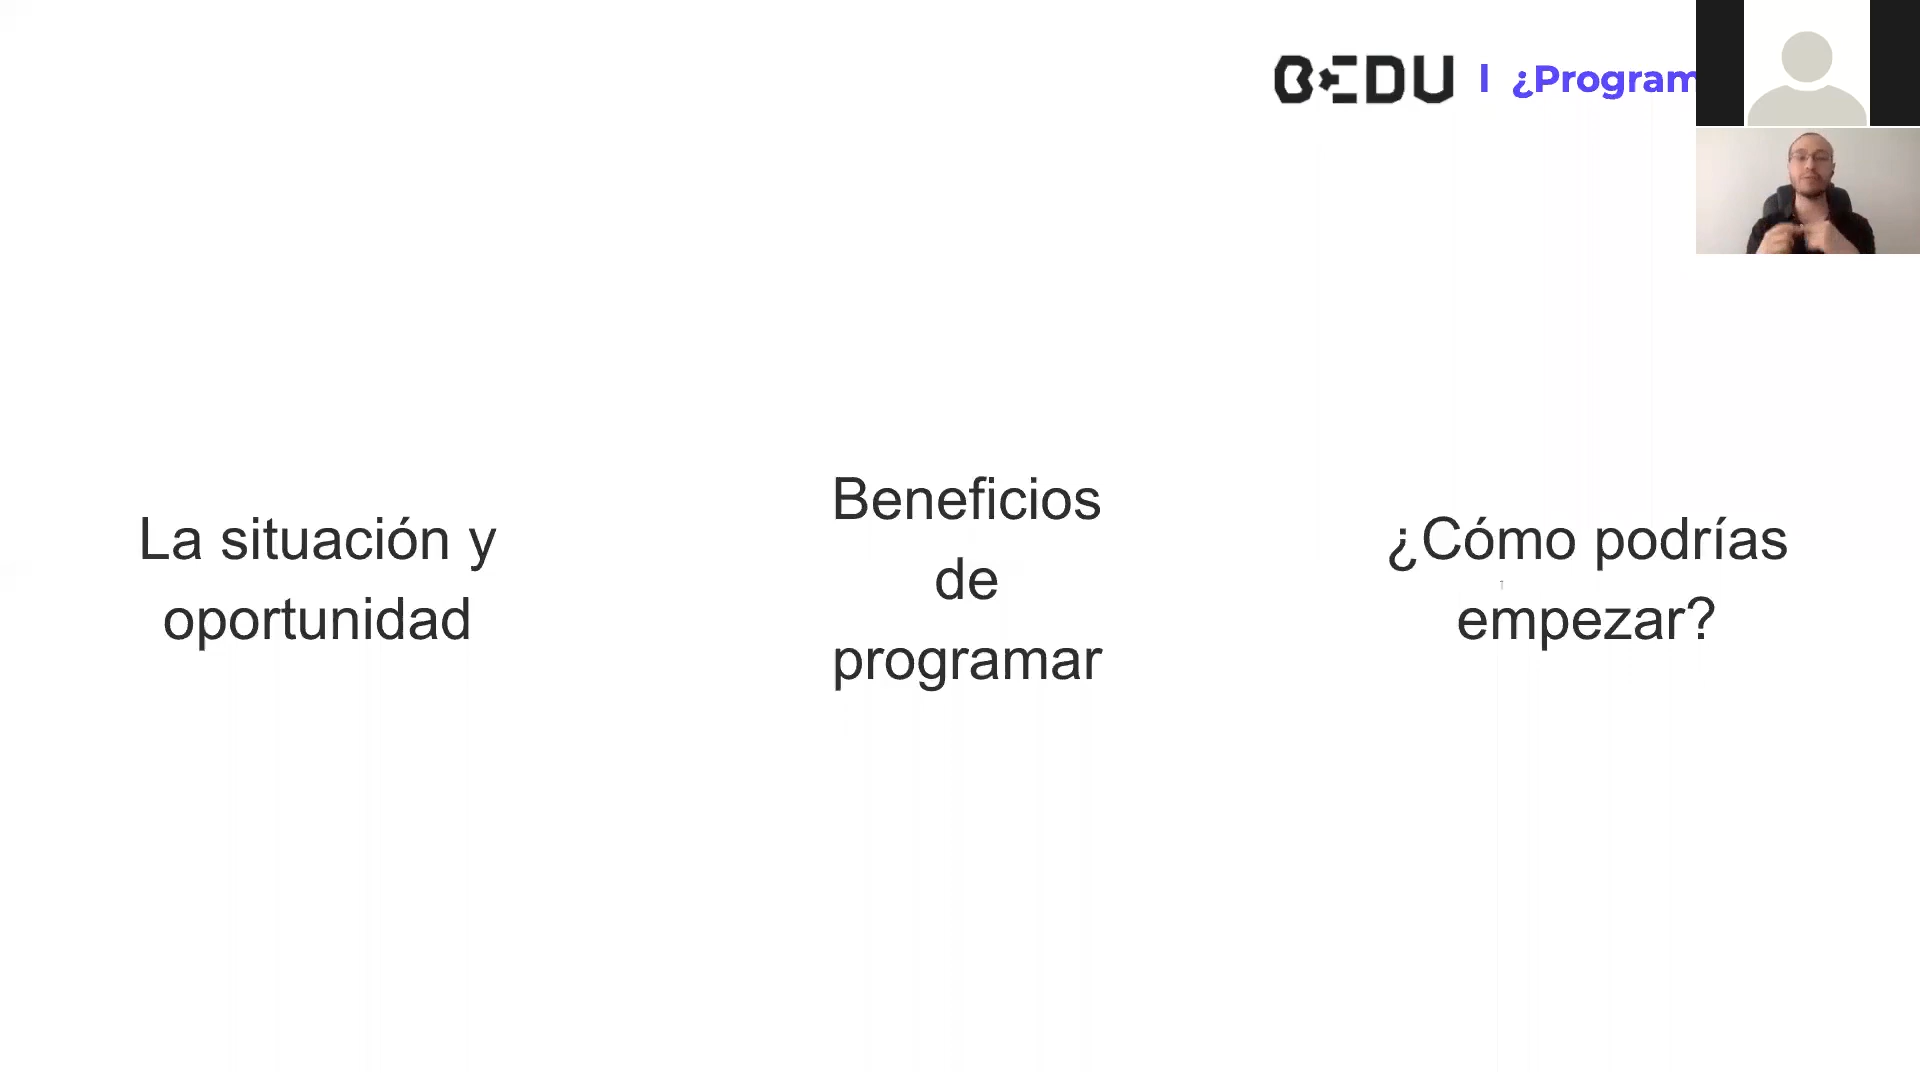 BEDU | ¿Program
La situación y
oportunidad
Beneficios
de
programar
¿Cómo podrías
empezar?